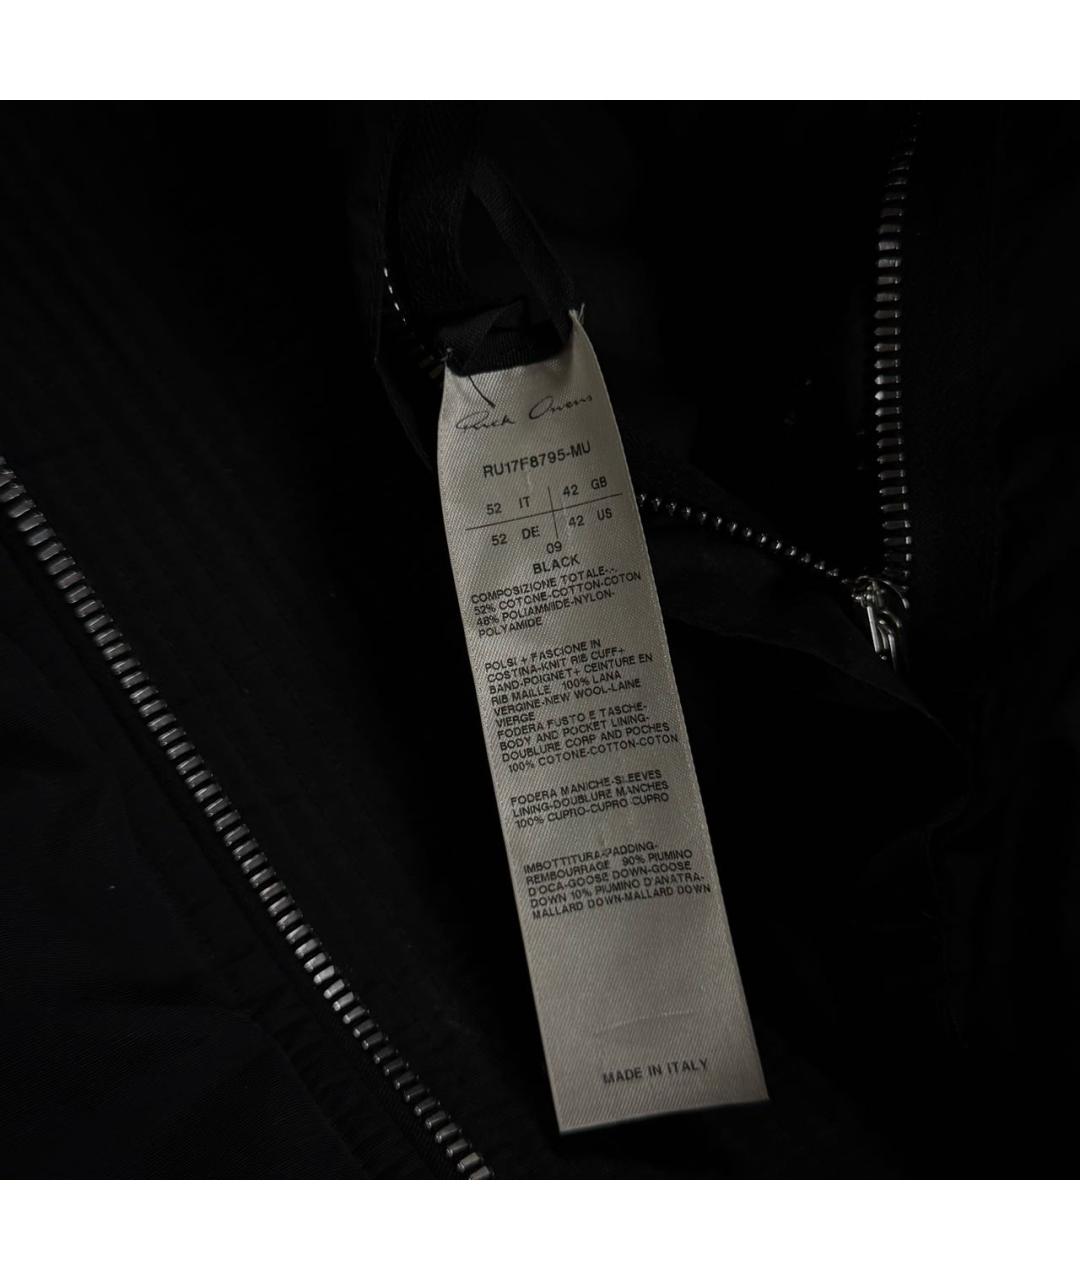 Rick Owens
RU17F8795-MU
52 IT 42 GB
52 DE 42 US
09
BLACK
COMPOSIZIONE TOTALE-.-
52% COTONE-COTTON-COTON
48% POLIAMMIDE-NYLON-
POLYAMIDE
POLSI + FASCIONE IN
COSTINA-KNIT RIB CUFF+
BAND-POIGNET+ CEINTURE EN
RIB MAILLE 100% LANA
VERGINE-NEW WOOL-LAINE
VIERGE
FODERA FUSTO E TASCHE-
BODY AND POCKET LINING-
DOUBLURE CORP AND POCHES
100% COTONE-COTTON-COTON
FODERA MANICHE-SLEEVES
LINING-DOUBLURE MANCHES
100% CUPRO-CUPRO CUPRO
IMBOTTITURA-PADDING-
REMBOURRAGE 90% PIUMINO
D'OCA-GOOSE DOWN-GOOSE
DOWN 10% PIUMINO D'ANATRA-
MALLARD DOWN-MALLARD DOWN
MADE IN ITALY